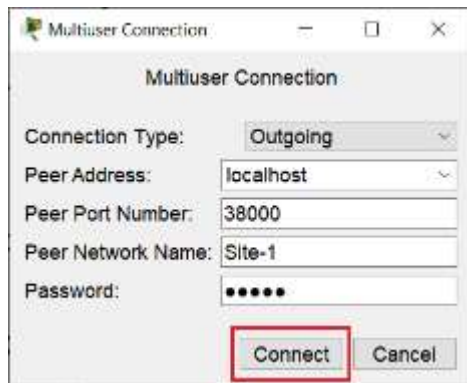 Multiuser Connection
Multiuser Connection
Connection Type: Outgoing
Peer Address: localhost
Peer Port Number: 38000
Peer Network Name: Site-1
Password: •••••
Connect Cancel